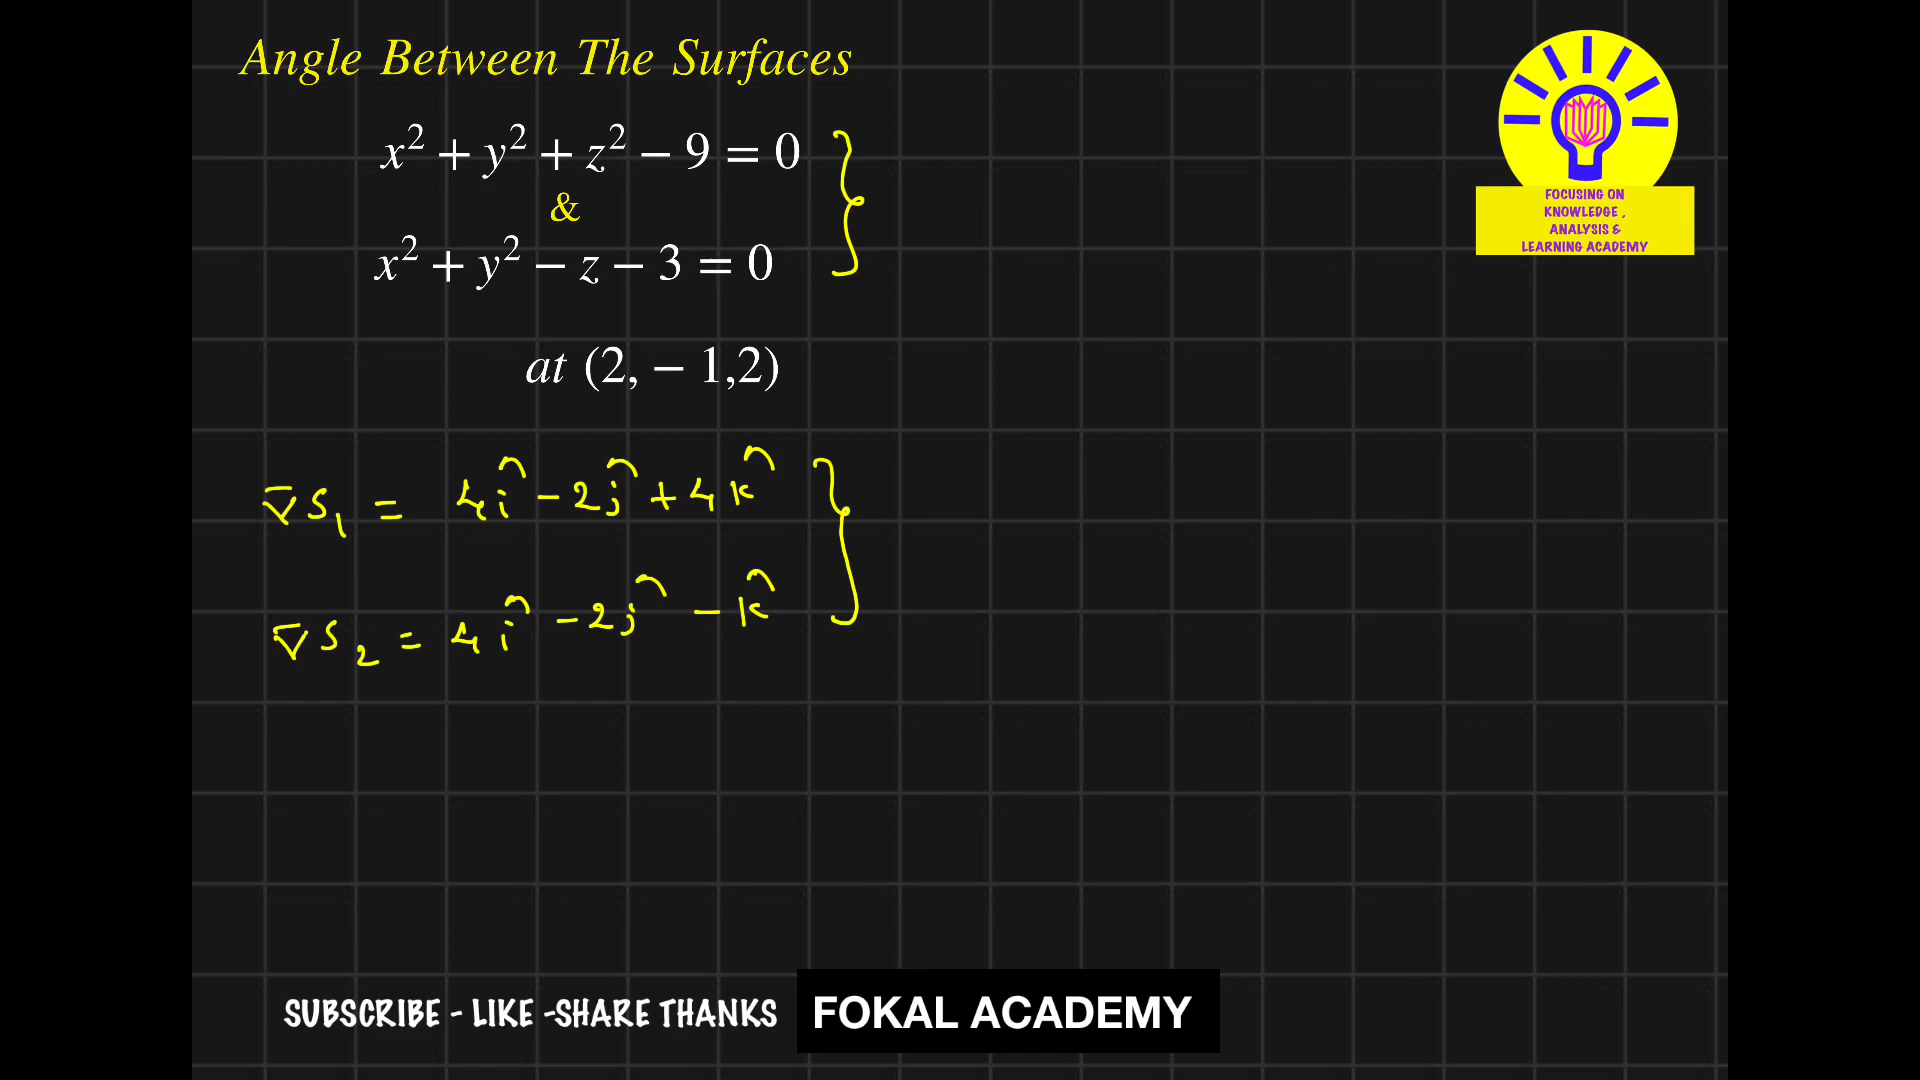 Angle Between The Surfaces
x² + y² + z² − 9 = 0
&
x² + y² − z − 3 = 0
at (2, − 1,2)
∇S₁ = 4î − 2ĵ + 4k̂
∇S₂ = 4î − 2ĵ − k̂
FOCUSING ON
KNOWLEDGE ,
ANALYSIS &
LEARNING ACADEMY
SUBSCRIBE - LIKE -SHARE THANKS
FOKAL ACADEMY